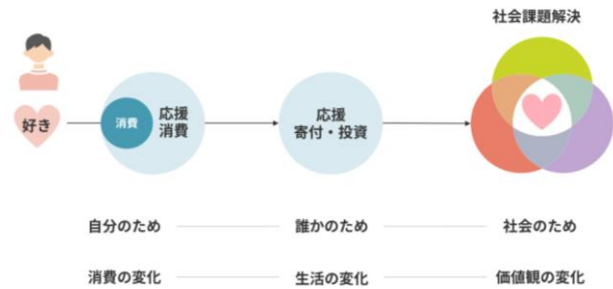 社会課題解決
好き
消費
応援
消費
応援
寄付・投資
自分のため
誰かのため
社会のため
消費の変化
生活の変化
価値観の変化